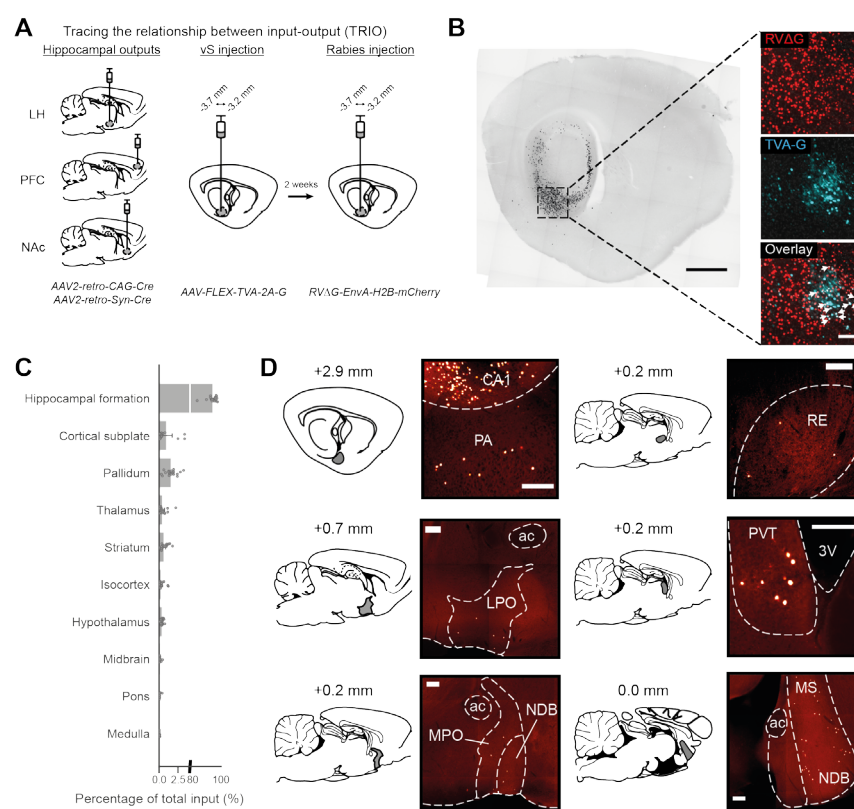 A
Tracing the relationship between input-output (TRIO)
Hippocampal outputs
vS injection
Rabies injection
-3.7 mm
-3.2 mm
-3.7 mm
-3.2 mm
LH
PFC
2 weeks
NAc
AAV2-retro-CAG-Cre
AAV2-retro-Syn-Cre
AAV-FLEX-TVA-2A-G
RVΔG-EnvA-H2B-mCherry
B
RVΔG
TVA-G
Overlay
C
Hippocampal formation
Cortical subplate
Pallidum
Thalamus
Striatum
Isocortex
Hypothalamus
Midbrain
Pons
Medulla
0.0 2.5 80 100
Percentage of total input (%)
D
+2.9 mm
CA1
PA
+0.2 mm
RE
+0.7 mm
ac
LPO
+0.2 mm
PVT
3V
+0.2 mm
ac
NDB
MPO
0.0 mm
MS
ac
NDB